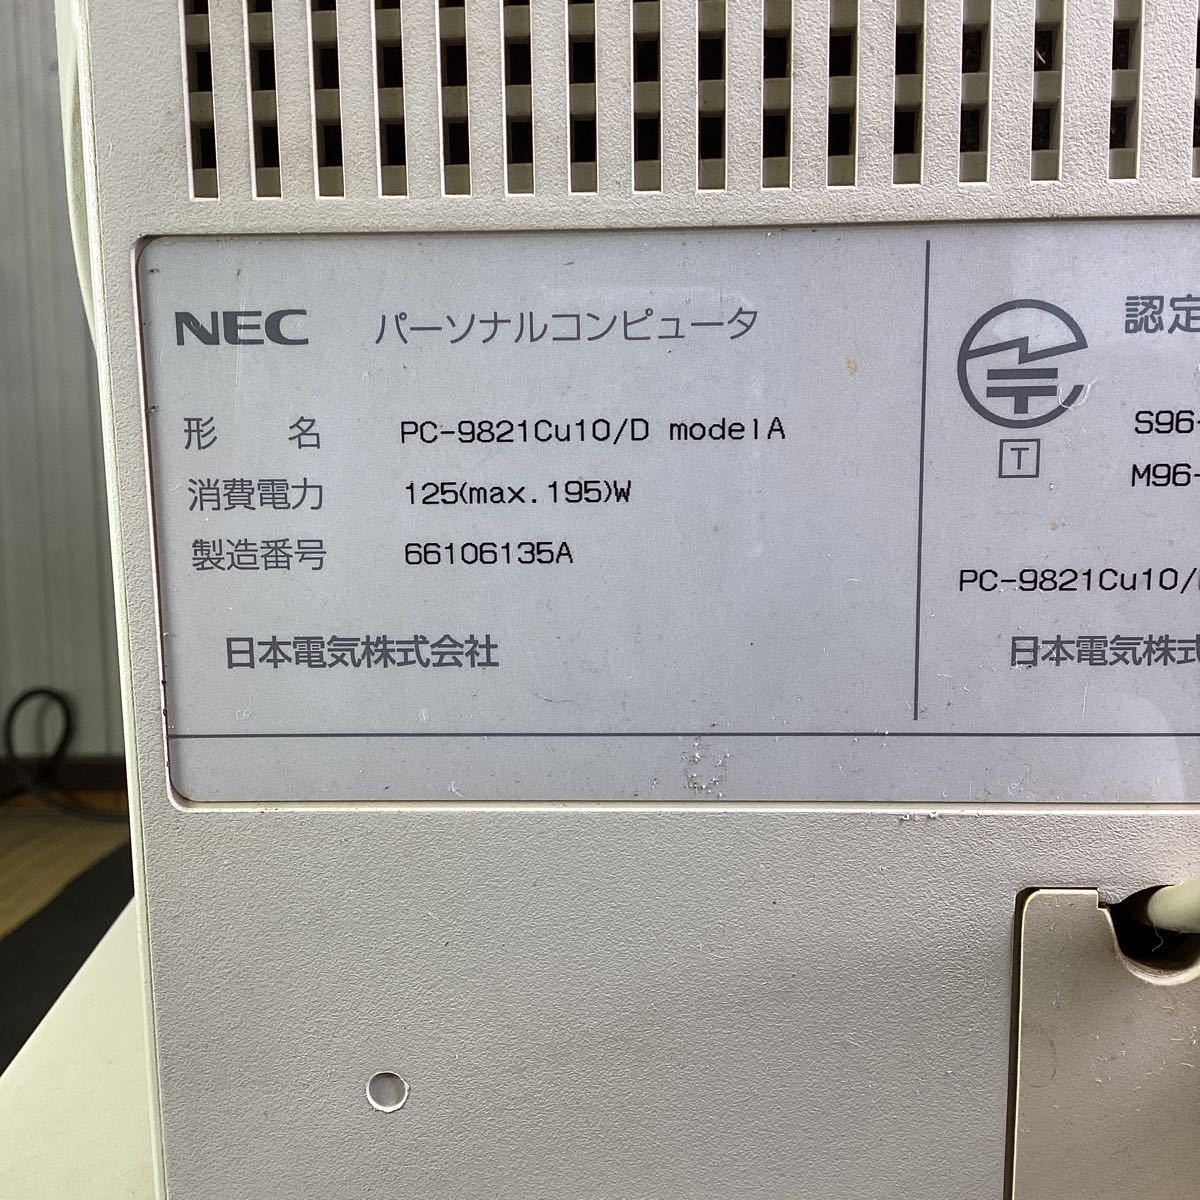 NEC パーソナルコンピュータ
形 名 PC-9821Cu10/D modelA
消費電力 125(max.195)W
製造番号 66106135A
日本電気株式会社
認定
T
S96-
M96-
PC-9821Cu10/
日本電気株式